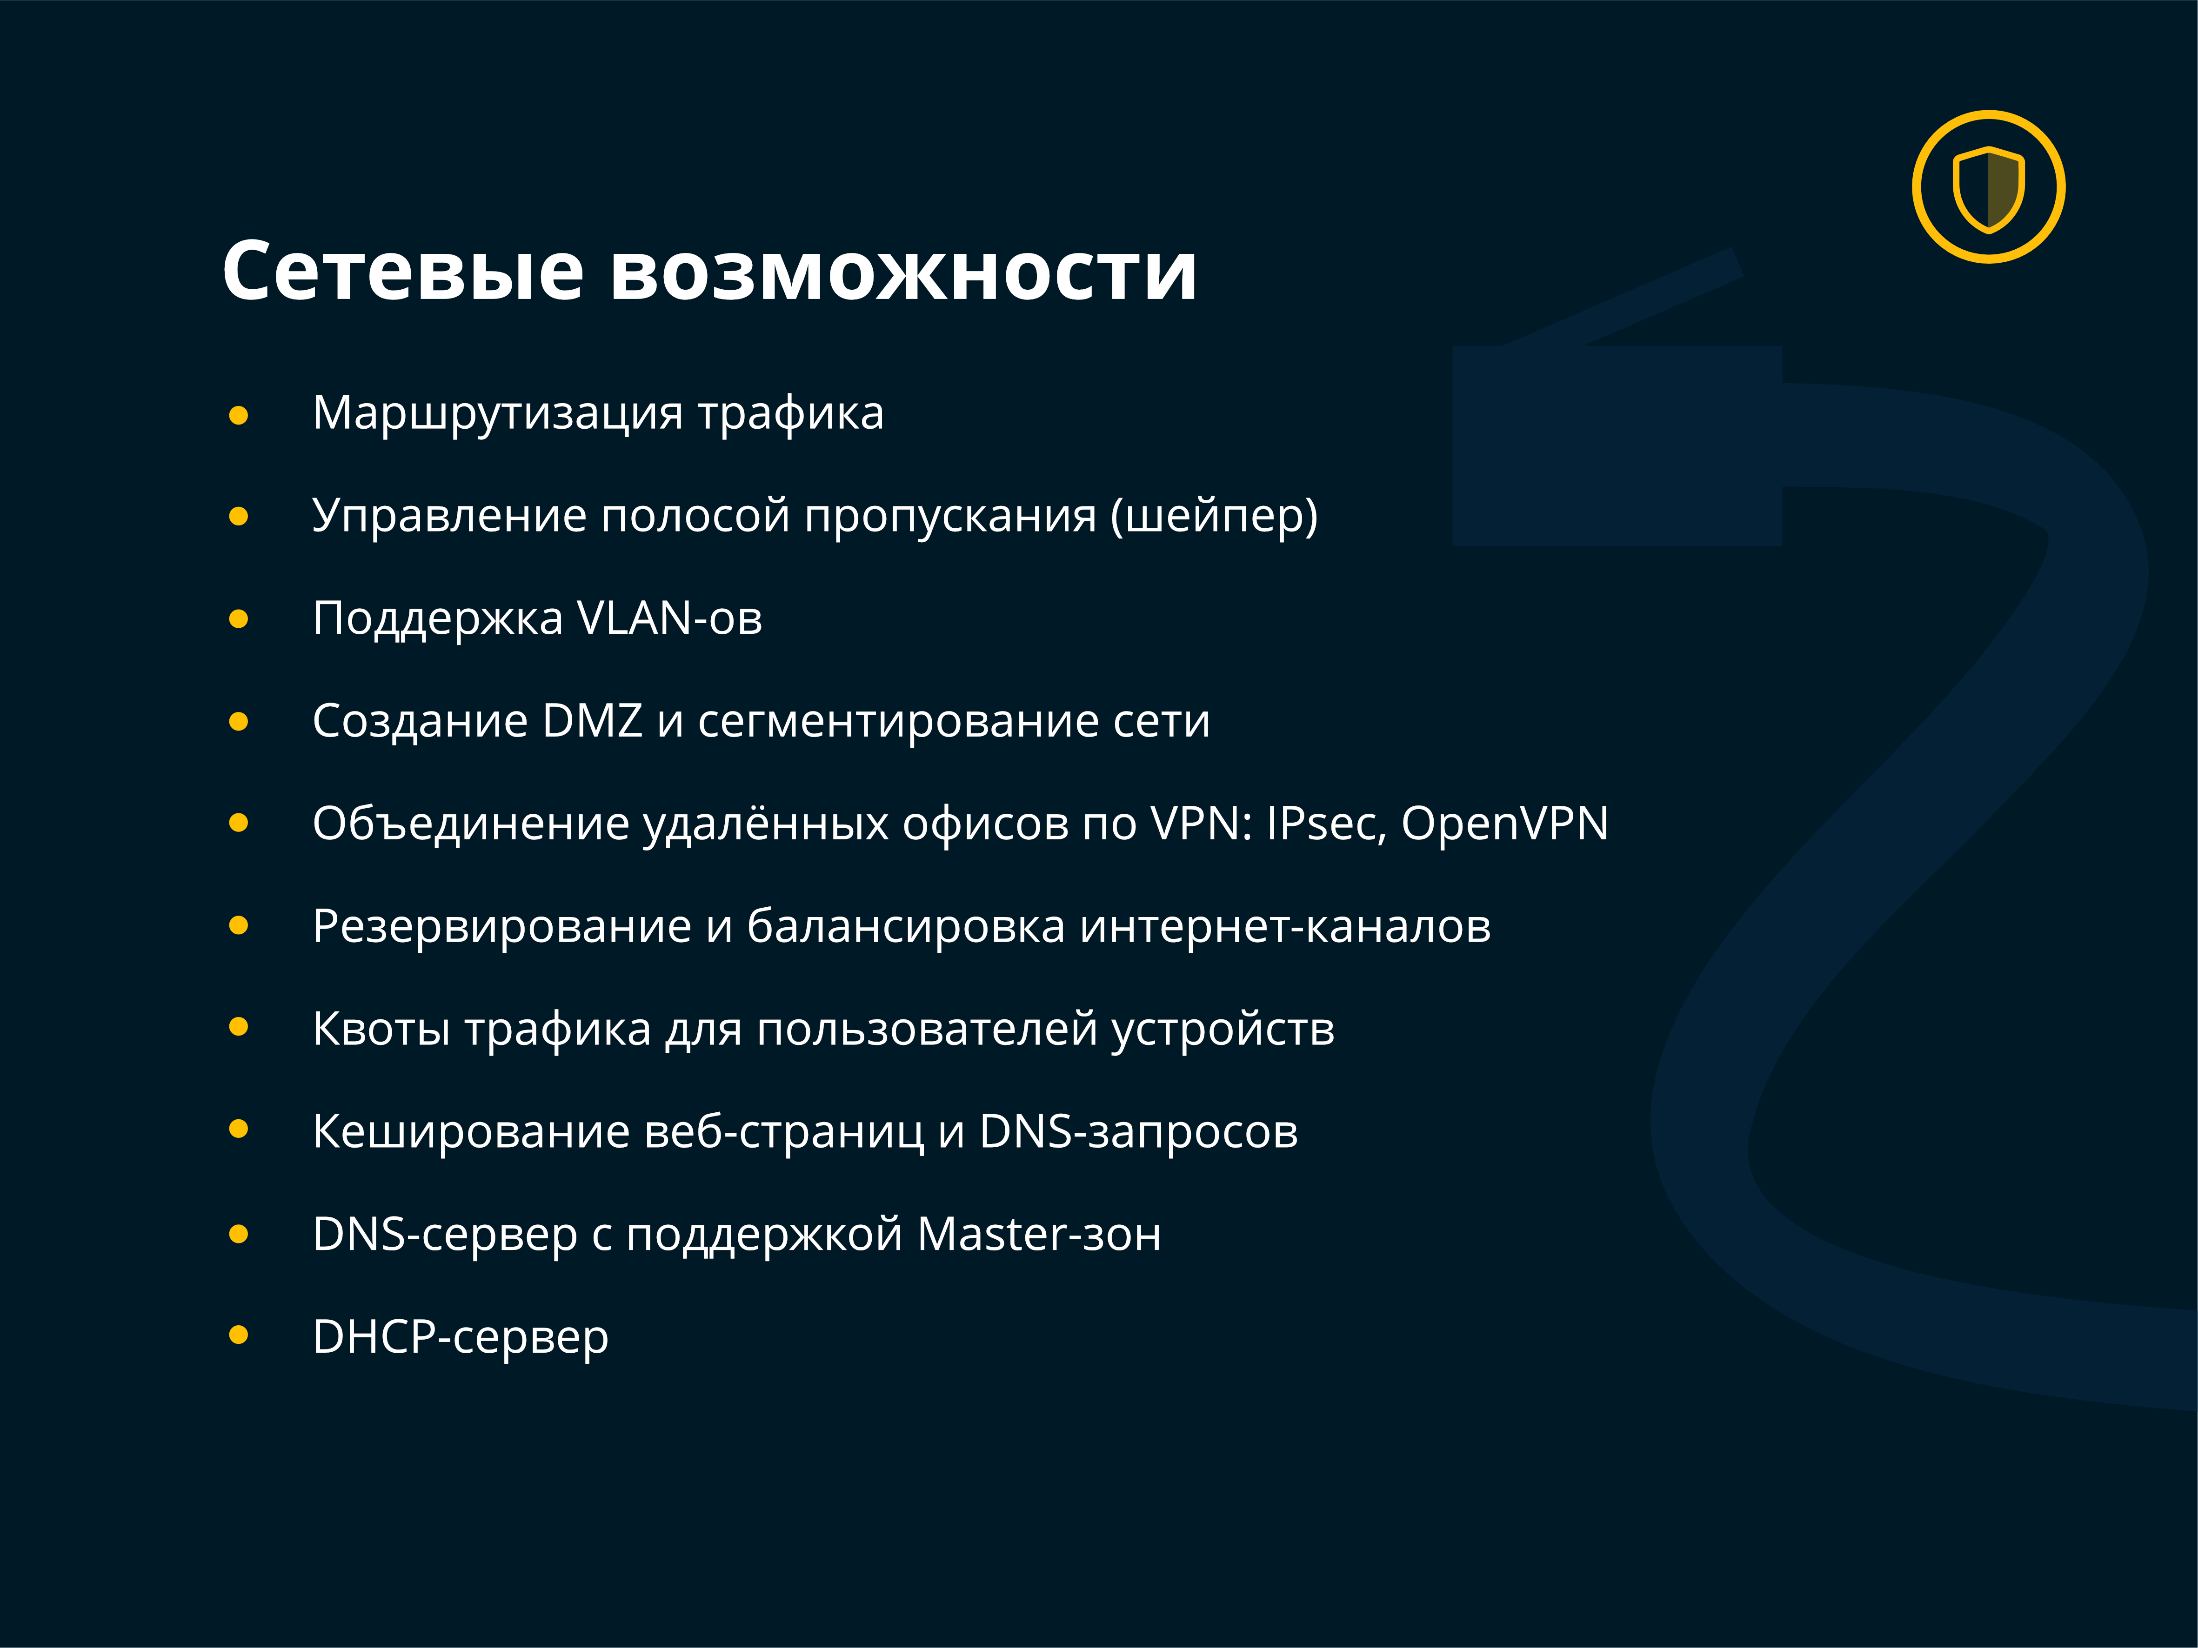 Сетевые возможности
Маршрутизация трафика
Управление полосой пропускания (шейпер)
Поддержка VLAN-ов
Создание DMZ и сегментирование сети
Объединение удалённых офисов по VPN: IPsec, OpenVPN
Резервирование и балансировка интернет-каналов
Квоты трафика для пользователей устройств
Кеширование веб-страниц и DNS-запросов
DNS-сервер с поддержкой Master-зон
DHCP-сервер